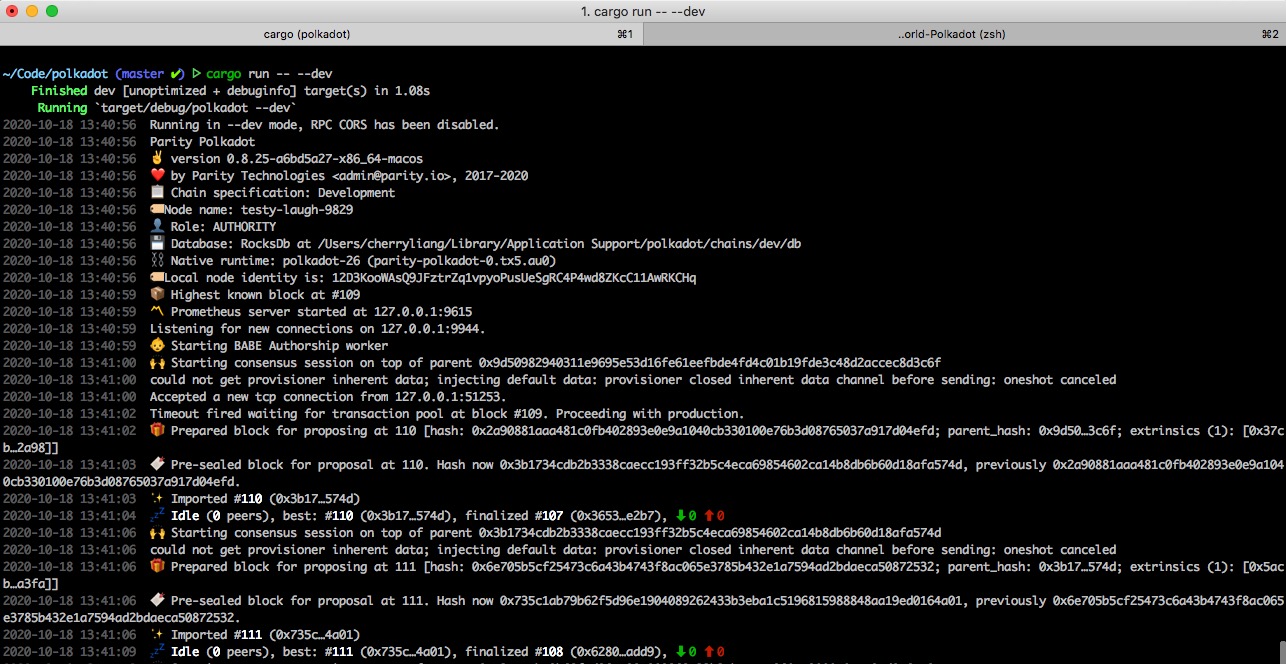 1. cargo run -- --dev
cargo (polkadot) ⌘1 ..orld-Polkadot (zsh) ⌘2
~/Code/polkadot (master ✔) ▷ cargo run -- --dev
Finished dev [unoptimized + debuginfo] target(s) in 1.08s
Running `target/debug/polkadot --dev`
2020-10-18 13:40:56 Running in --dev mode, RPC CORS has been disabled.
2020-10-18 13:40:56 Parity Polkadot
2020-10-18 13:40:56 ✌️ version 0.8.25-a6bd5a27-x86_64-macos
2020-10-18 13:40:56 ❤️ by Parity Technologies <admin@parity.io>, 2017-2020
2020-10-18 13:40:56 📋 Chain specification: Development
2020-10-18 13:40:56 🏷Node name: testy-laugh-9829
2020-10-18 13:40:56 👤 Role: AUTHORITY
2020-10-18 13:40:56 💾 Database: RocksDb at /Users/cherryliang/Library/Application Support/polkadot/chains/dev/db
2020-10-18 13:40:56 ⛓ Native runtime: polkadot-26 (parity-polkadot-0.tx5.au0)
2020-10-18 13:40:56 🏷Local node identity is: 12D3KooWAsQ9JFztrZq1vpyoPusUeSgRC4P4wd8ZKcC11AwRKCHq
2020-10-18 13:40:59 📦 Highest known block at #109
2020-10-18 13:40:59 〽️ Prometheus server started at 127.0.0.1:9615
2020-10-18 13:40:59 Listening for new connections on 127.0.0.1:9944.
2020-10-18 13:40:59 👶 Starting BABE Authorship worker
2020-10-18 13:41:00 🙌 Starting consensus session on top of parent 0x9d50982940311e9695e53d16fe61eefbde4fd4c01b19fde3c48d2accec8d3c6f
2020-10-18 13:41:00 could not get provisioner inherent data; injecting default data: provisioner closed inherent data channel before sending: oneshot canceled
2020-10-18 13:41:00 Accepted a new tcp connection from 127.0.0.1:51253.
2020-10-18 13:41:02 Timeout fired waiting for transaction pool at block #109. Proceeding with production.
2020-10-18 13:41:02 🎁 Prepared block for proposing at 110 [hash: 0x2a90881aaa481c0fb402893e0e9a1040cb330100e76b3d08765037a917d04efd; parent_hash: 0x9d50…3c6f; extrinsics (1): [0x37c
b…2a98]]
2020-10-18 13:41:03 🔖 Pre-sealed block for proposal at 110. Hash now 0x3b1734cdb2b3338caecc193ff32b5c4eca69854602ca14b8db6b60d18afa574d, previously 0x2a90881aaa481c0fb402893e0e9a104
0cb330100e76b3d08765037a917d04efd.
2020-10-18 13:41:03 ✨ Imported #110 (0x3b17…574d)
2020-10-18 13:41:04 💤 Idle (0 peers), best: #110 (0x3b17…574d), finalized #107 (0x3653…e2b7), ⬇ 0 ⬆ 0
2020-10-18 13:41:06 🙌 Starting consensus session on top of parent 0x3b1734cdb2b3338caecc193ff32b5c4eca69854602ca14b8db6b60d18afa574d
2020-10-18 13:41:06 could not get provisioner inherent data; injecting default data: provisioner closed inherent data channel before sending: oneshot canceled
2020-10-18 13:41:06 🎁 Prepared block for proposing at 111 [hash: 0x6e705b5cf25473c6a43b4743f8ac065e3785b432e1a7594ad2bdaeca50872532; parent_hash: 0x3b17…574d; extrinsics (1): [0x5ac
b…a3fa]]
2020-10-18 13:41:06 🔖 Pre-sealed block for proposal at 111. Hash now 0x735c1ab79b62f5d96e1904089262433b3eba1c5196815988848aa19ed0164a01, previously 0x6e705b5cf25473c6a43b4743f8ac065
e3785b432e1a7594ad2bdaeca50872532.
2020-10-18 13:41:06 ✨ Imported #111 (0x735c…4a01)
2020-10-18 13:41:09 💤 Idle (0 peers), best: #111 (0x735c…4a01), finalized #108 (0x6280…add9), ⬇ 0 ⬆ 0